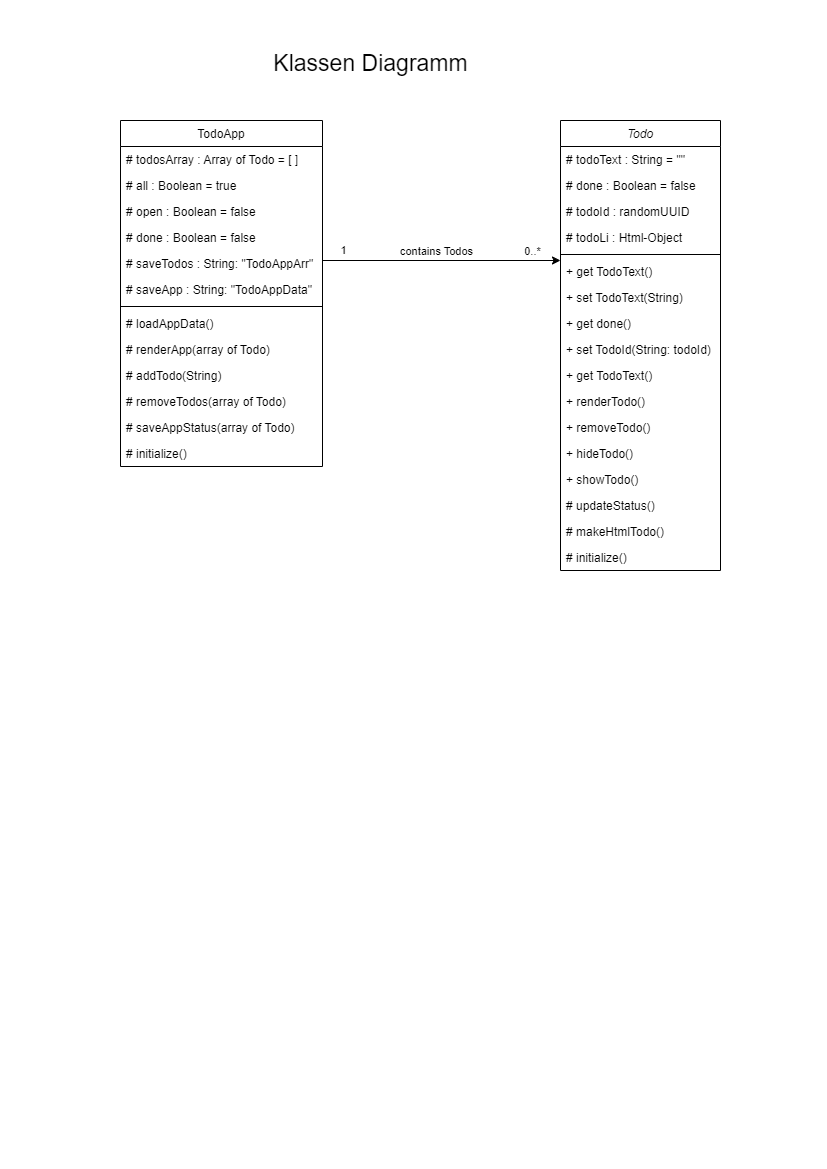 Klassen Diagramm
TodoApp
# todosArray : Array of Todo = [ ]
# all : Boolean = true
# open : Boolean = false
# done : Boolean = false
# saveTodos : String: "TodoAppArr"
# saveApp : String: "TodoAppData"
# loadAppData()
# renderApp(array of Todo)
# addTodo(String)
# removeTodos(array of Todo)
# saveAppStatus(array of Todo)
# initialize()
1 contains Todos 0..*
Todo
# todoText : String = ""
# done : Boolean = false
# todoId : randomUUID
# todoLi : Html-Object
+ get TodoText()
+ set TodoText(String)
+ get done()
+ set TodoId(String: todoId)
+ get TodoText()
+ renderTodo()
+ removeTodo()
+ hideTodo()
+ showTodo()
# updateStatus()
# makeHtmlTodo()
# initialize()